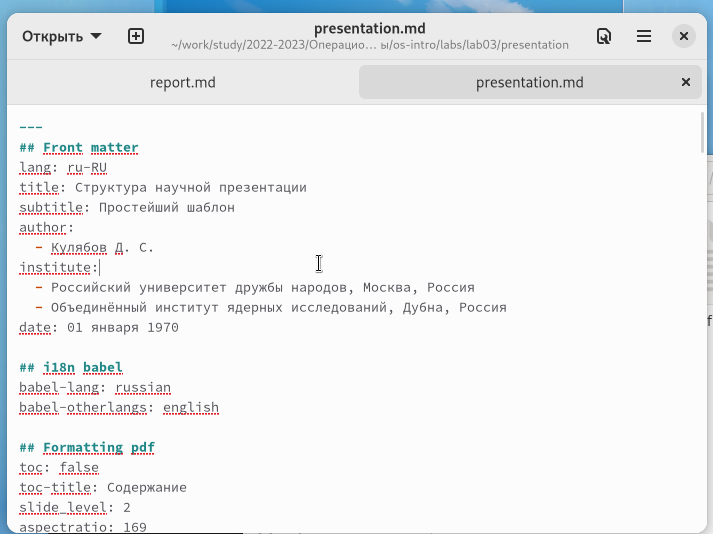 Открыть
presentation.md
~/work/study/2022-2023/Операцио… ы/os-intro/labs/lab03/presentation
report.md
presentation.md
---
## Front matter
lang: ru-RU
title: Структура научной презентации
subtitle: Простейший шаблон
author:
  - Кулябов Д. С.
institute:
  - Российский университет дружбы народов, Москва, Россия
  - Объединённый институт ядерных исследований, Дубна, Россия
date: 01 января 1970
## i18n babel
babel-lang: russian
babel-otherlangs: english
## Formatting pdf
toc: false
toc-title: Содержание
slide_level: 2
aspectratio: 169